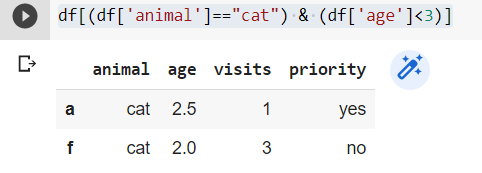 df[(df['animal']=="cat") & (df['age']<3)]
animal age visits priority
a cat 2.5 1 yes
f cat 2.0 3 no